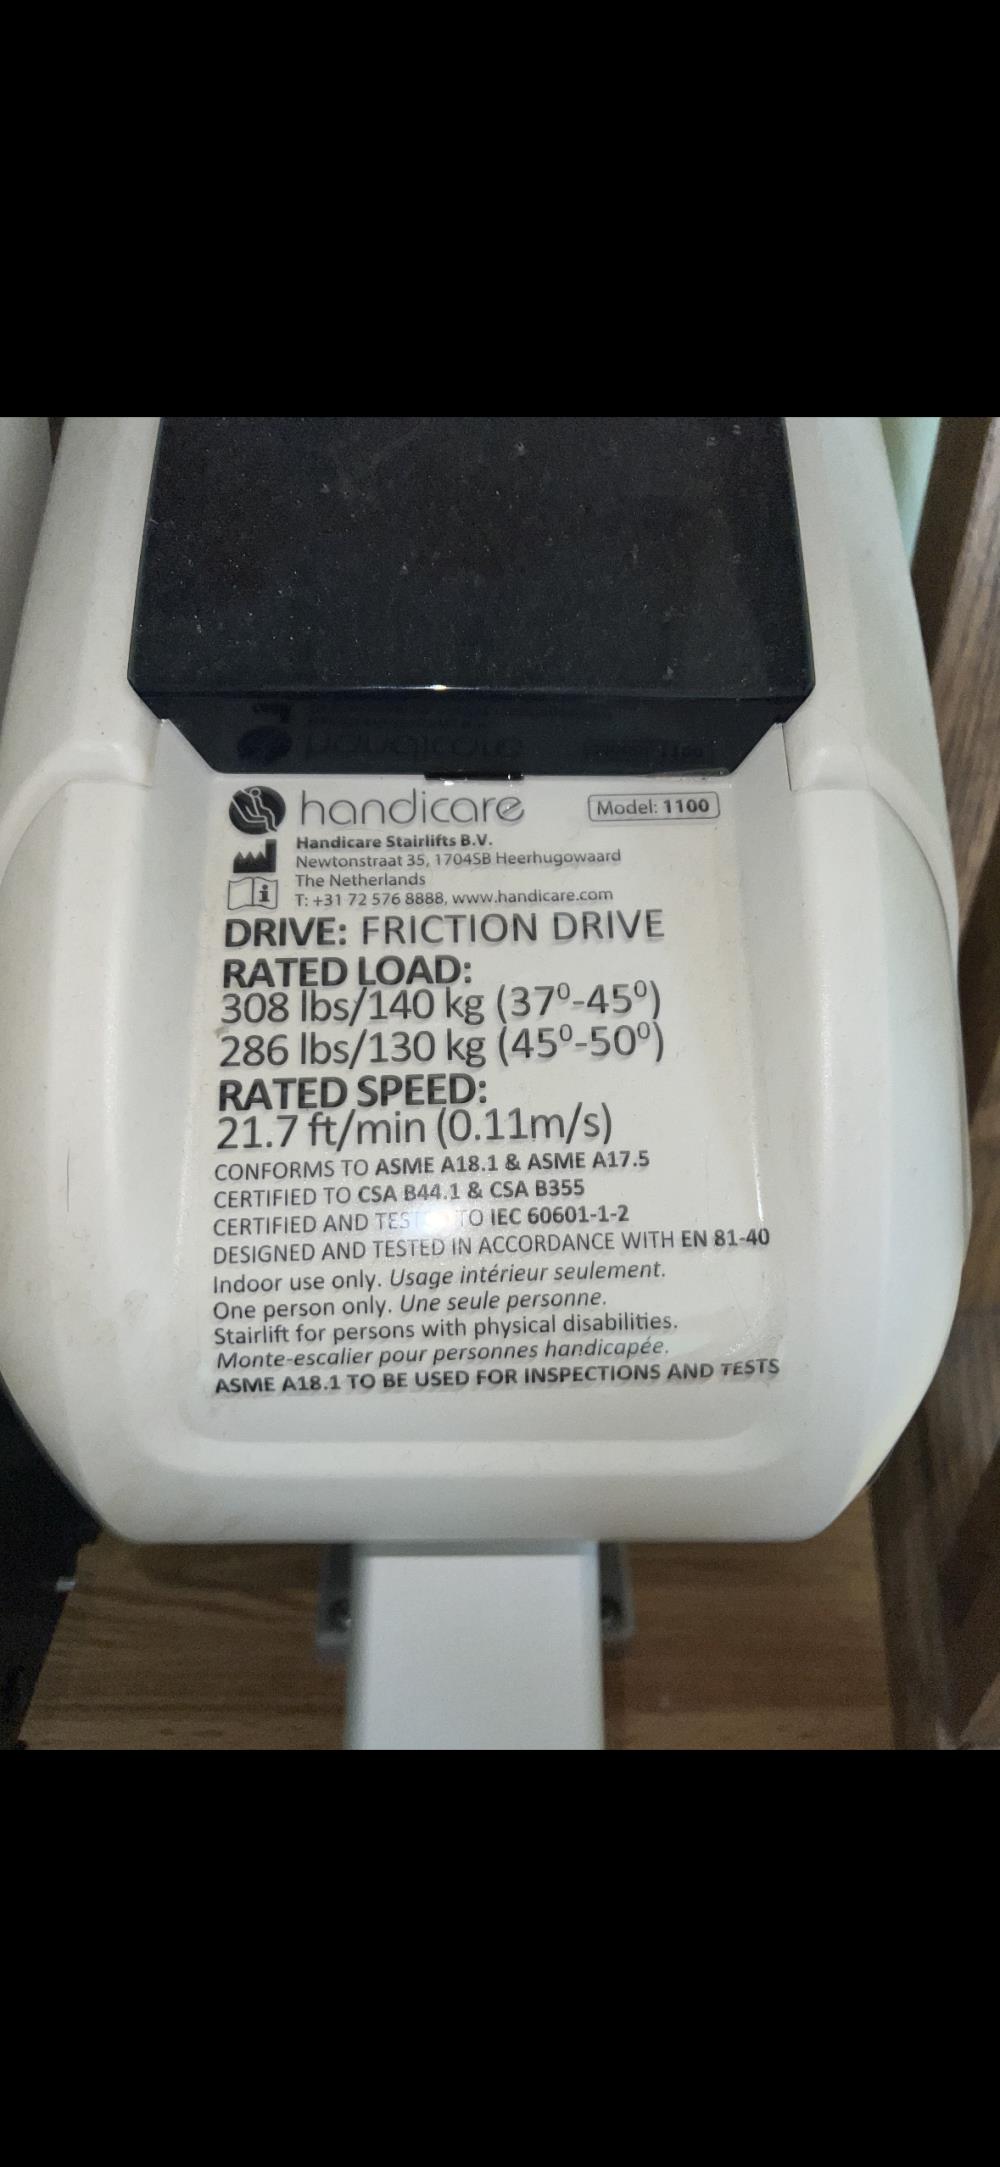 handicare
Model: 1100
Handicare Stairlifts B.V.
Newtonstraat 35, 1704SB Heerhugowaard
The Netherlands
T: +31 72 576 8888, www.handicare.com
DRIVE: FRICTION DRIVE
RATED LOAD:
308 lbs/140 kg (37⁰-45⁰)
286 lbs/130 kg (45⁰-50⁰)
RATED SPEED:
21.7 ft/min (0.11m/s)
CONFORMS TO ASME A18.1 & ASME A17.5
CERTIFIED TO CSA B44.1 & CSA B355
CERTIFIED AND TO IEC 60601-1-2
DESIGNED AND TESTED IN ACCORDANCE WITH EN 81-40
Indoor use only. Usage intérieur seulement.
One person only. Une seule personne.
Stairlift for persons with physical disabilities.
Monte-escalier pour personnes handicapée.
ASME A18.1 TO BE USED FOR INSPECTIONS AND TESTS